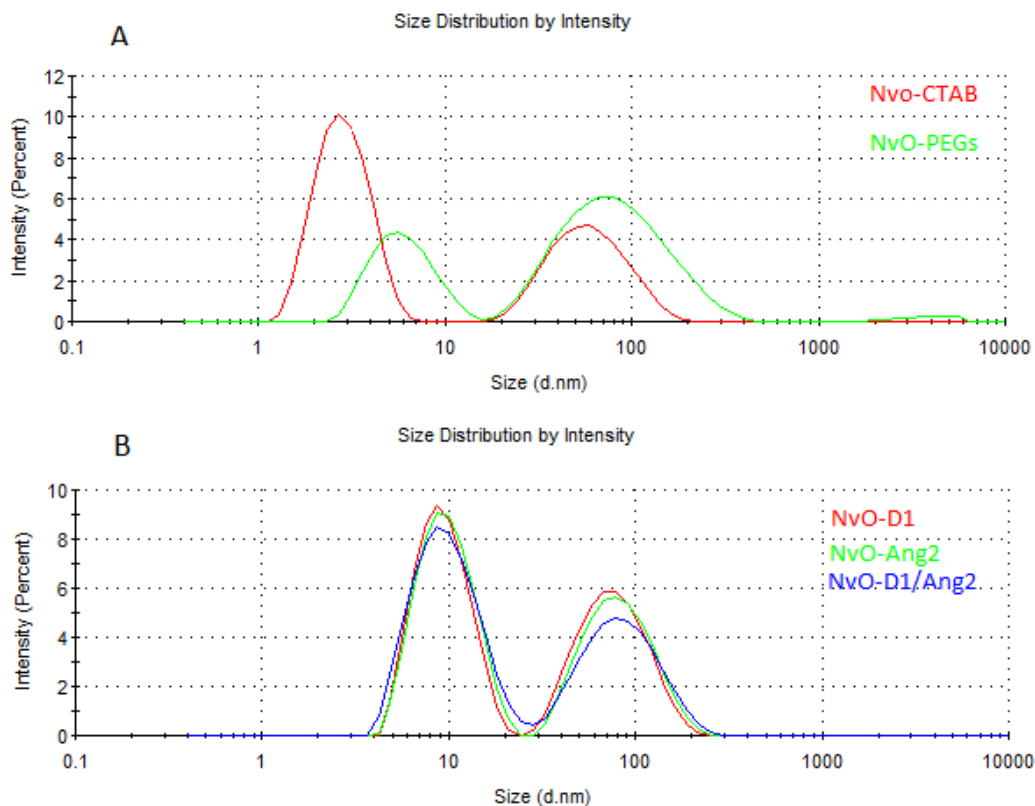 A
Size Distribution by Intensity
Nvo-CTAB
NvO-PEGs
Intensity (Percent)
12
10
8
6
4
2
0
0.1 1 10 100 1000 10000
Size (d.nm)
B
Size Distribution by Intensity
NvO-D1
NvO-Ang2
NvO-D1/Ang2
Intensity (Percent)
10
8
6
4
2
0
0.1 1 10 100 1000 10000
Size (d.nm)